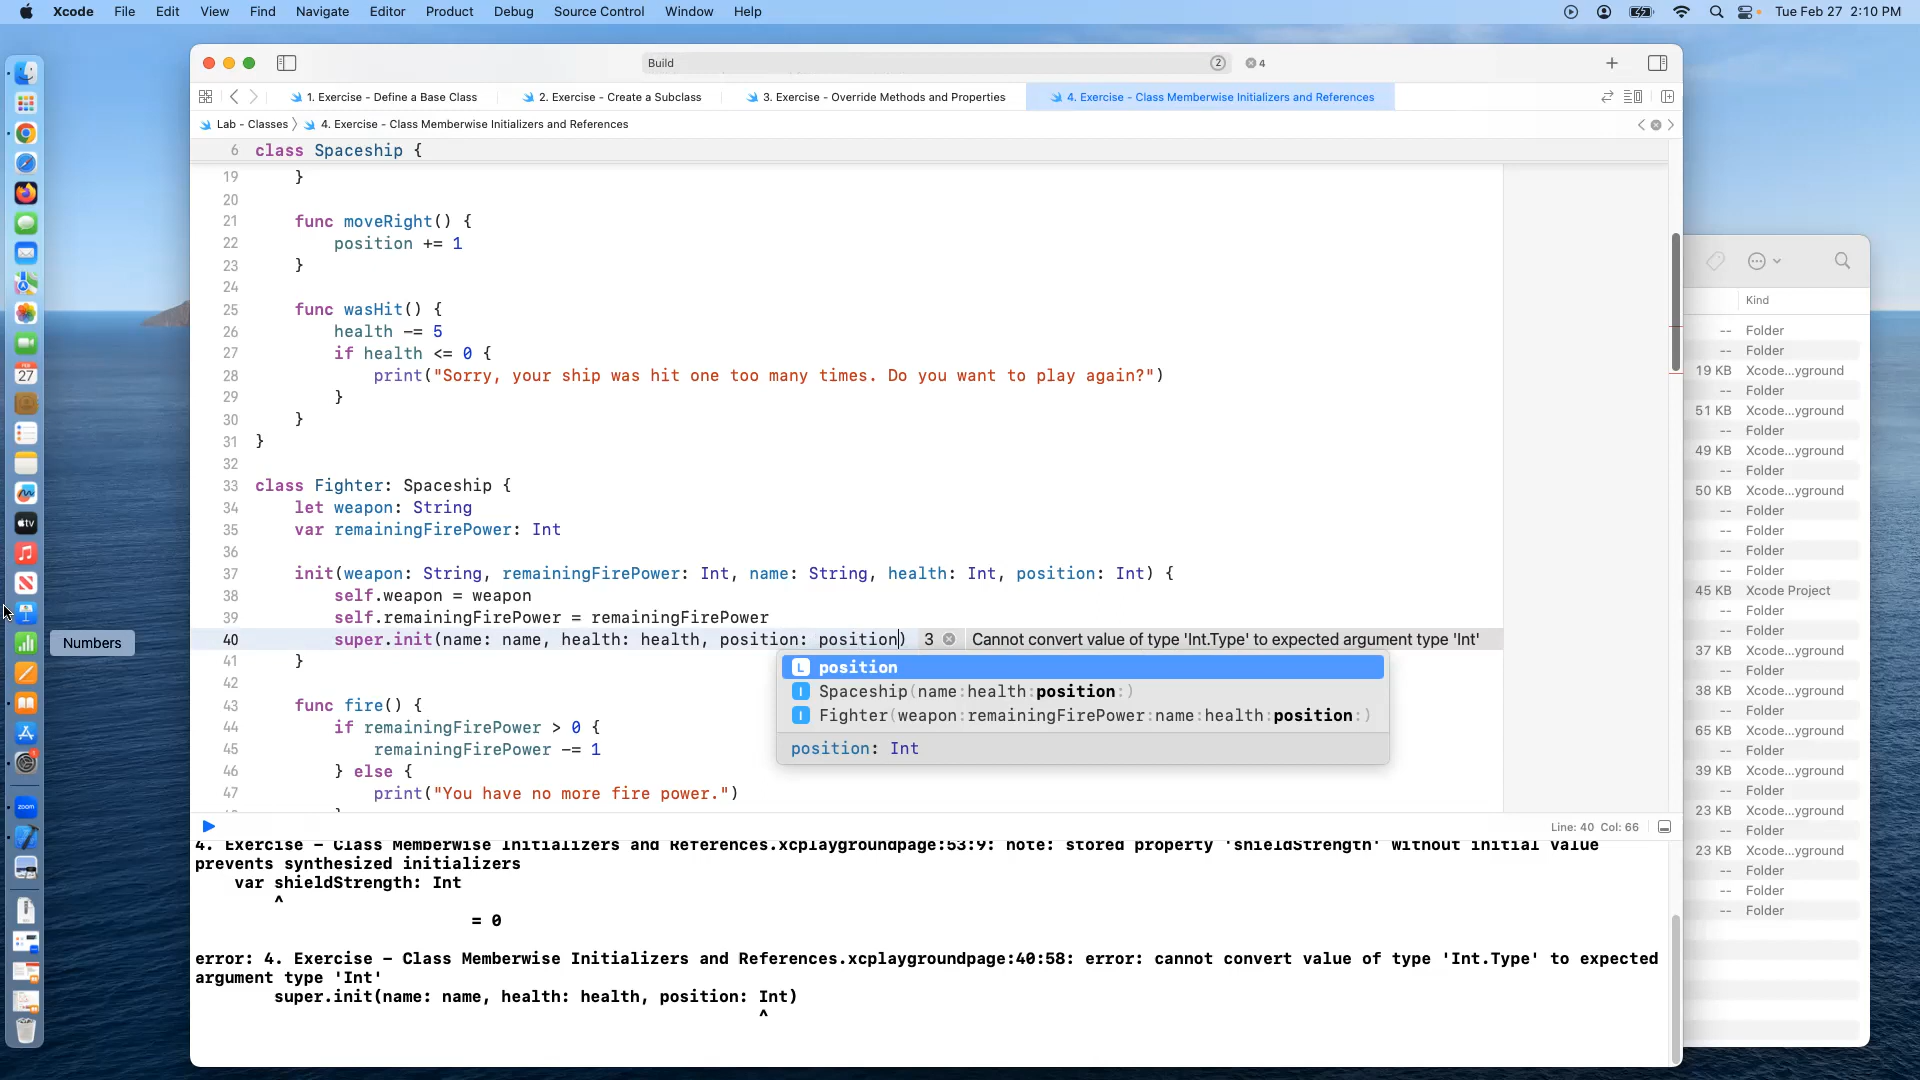 Xcode File Edit View Find Navigate Editor Product Debug Source Control Window Help Tue Feb 27 2:10 PM
Build 2 4
1. Exercise - Define a Base Class 2. Exercise - Create a Subclass 3. Exercise - Override Methods and Properties 4. Exercise - Class Memberwise Initializers and References
Lab - Classes 4. Exercise - Class Memberwise Initializers and References
6 class Spaceship {
19 }
20
21 func moveRight() {
22 position += 1
23 }
24
25 func wasHit() {
26 health -= 5
27 if health <= 0 {
28 print("Sorry, your ship was hit one too many times. Do you want to play again?")
29 }
30 }
31 }
32
33 class Fighter: Spaceship {
34 let weapon: String
35 var remainingFirePower: Int
36
37 init(weapon: String, remainingFirePower: Int, name: String, health: Int, position: Int) {
38 self.weapon = weapon
39 self.remainingFirePower = remainingFirePower
40 super.init(name: name, health: health, position: position) 3 Cannot convert value of type 'Int.Type' to expected argument type 'Int'
41 }
42
43 func fire() {
44 if remainingFirePower > 0 {
45 remainingFirePower -= 1
46 } else {
47 print("You have no more fire power.")
L position
I Spaceship(name:health:position:)
I Fighter(weapon:remainingFirePower:name:health:position:)
position: Int
Line: 40 Col: 66
4. Exercise - Class Memberwise Initializers and References.xcplaygroundpage:53:9: note: stored property 'shieldStrength' without initial value
prevents synthesized initializers
var shieldStrength: Int
^
= 0
error: 4. Exercise - Class Memberwise Initializers and References.xcplaygroundpage:40:58: error: cannot convert value of type 'Int.Type' to expected
argument type 'Int'
super.init(name: name, health: health, position: Int)
^
Numbers
FEB
27
tv
zoom
1
Kind
-- Folder
-- Folder
19 KB Xcode...yground
-- Folder
51 KB Xcode...yground
-- Folder
49 KB Xcode...yground
-- Folder
50 KB Xcode...yground
-- Folder
-- Folder
-- Folder
-- Folder
45 KB Xcode Project
-- Folder
-- Folder
37 KB Xcode...yground
-- Folder
38 KB Xcode...yground
-- Folder
65 KB Xcode...yground
-- Folder
39 KB Xcode...yground
-- Folder
23 KB Xcode...yground
-- Folder
23 KB Xcode...yground
-- Folder
-- Folder
-- Folder